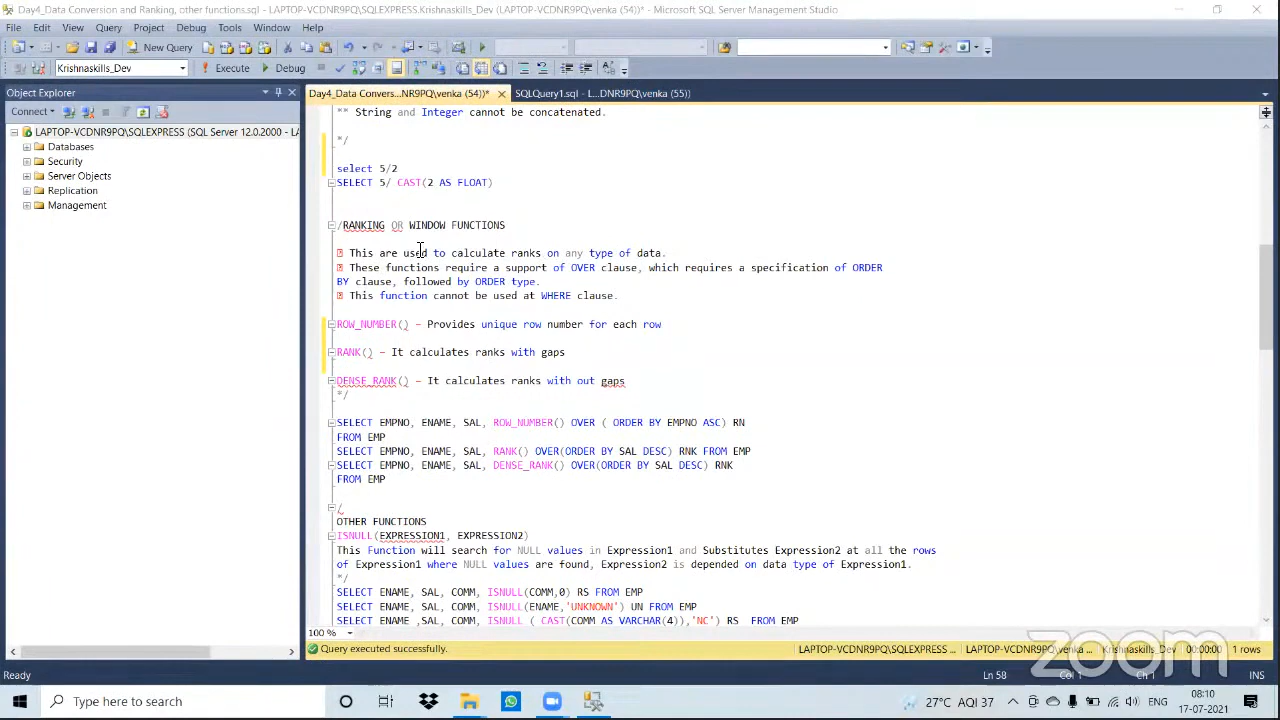 Day4_Data Conversion and Ranking, other functions.sql - LAPTOP-VCDNR9PQ\SQLEXPRESS.Krishnaskills_Dev (LAPTOP-VCDNR9PQ\venka (54))* - Microsoft SQL Server Management Studio
File Edit View Query Project Debug Tools Window Help
New Query
Krishnaskills_Dev Execute Debug
Object Explorer
Day4_Data Convers...NR9PQ\venka (54))* SQLQuery1.sql - L...DNR9PQ\venka (55))
Connect
LAPTOP-VCDNR9PQ\SQLEXPRESS (SQL Server 12.0.2000 - LAPTOP-VCDNR9PQ\
Databases
Security
Server Objects
Replication
Management
** String and Integer cannot be concatenated.
*/
select 5/2
SELECT 5/ CAST(2 AS FLOAT)
/RANKING OR WINDOW FUNCTIONS
This are used to calculate ranks on any type of data.
These functions require a support of OVER clause, which requires a specification of ORDER
BY clause, followed by ORDER type.
This function cannot be used at WHERE clause.
ROW_NUMBER() – Provides unique row number for each row
RANK() – It calculates ranks with gaps
DENSE_RANK() – It calculates ranks with out gaps
*/
SELECT EMPNO, ENAME, SAL, ROW_NUMBER() OVER ( ORDER BY EMPNO ASC) RN
FROM EMP
SELECT EMPNO, ENAME, SAL, RANK() OVER(ORDER BY SAL DESC) RNK FROM EMP
SELECT EMPNO, ENAME, SAL, DENSE_RANK() OVER(ORDER BY SAL DESC) RNK
FROM EMP
/
OTHER FUNCTIONS
ISNULL(EXPRESSION1, EXPRESSION2)
This Function will search for NULL values in Expression1 and Substitutes Expression2 at all the rows
of Expression1 where NULL values are found, Expression2 is depended on data type of Expression1.
*/
SELECT ENAME, SAL, COMM, ISNULL(COMM,0) RS FROM EMP
SELECT ENAME, SAL, COMM, ISNULL(ENAME,'UNKNOWN') UN FROM EMP
SELECT ENAME ,SAL, COMM, ISNULL ( CAST(COMM AS VARCHAR(4)),'NC') RS FROM EMP
100 %
Query executed successfully. LAPTOP-VCDNR9PQ\SQLEXPRESS ... LAPTOP-VCDNR9PQ\venka ... Krishnaskills_Dev 00:00:00 1 rows
zoom
Ready Ln 58 Col 1 Ch 1 INS
Type here to search 27°C AQI 37 ENG 08:10
17-07-2021